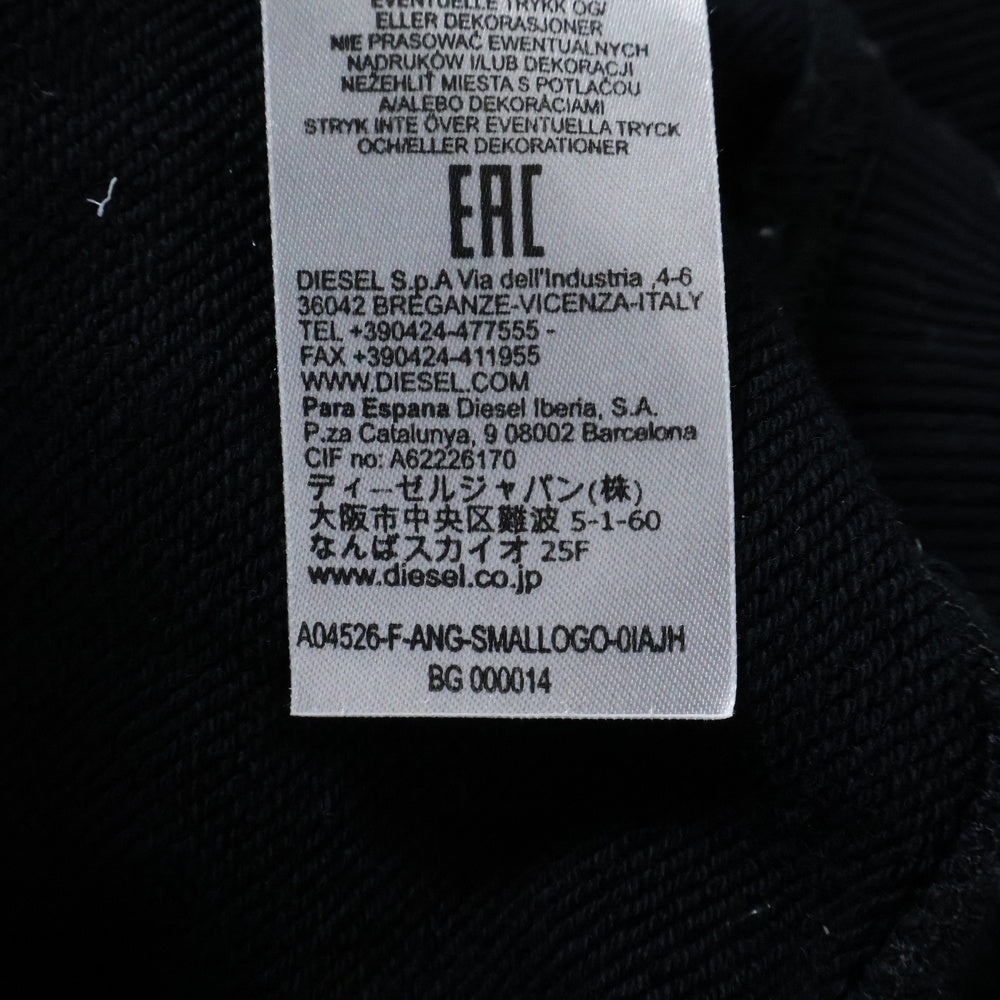 EVENTUELLE TRYKK OG/
ELLER DEKORASJONER
NIE PRASOWAĆ EWENTUALNYCH
NADRUKÓW I/LUB DEKORACJI
NEŽEHLIŤ MIESTA S POTLAČOU
A/ALEBO DEKORÁCIAMI
STRYK INTE ÖVER EVENTUELLA TRYCK
OCH/ELLER DEKORATIONER
EAC
DIESEL S.p.A Via dell'Industria ,4-6
36042 BREGANZE-VICENZA-ITALY
TEL +390424-477555 -
FAX +390424-411955
WWW.DIESEL.COM
Para Espana Diesel Iberia, S.A.
P.za Catalunya, 9 08002 Barcelona
CIF no: A62226170
ディーゼルジャパン(株)
大阪市中央区難波 5-1-60
なんばスカイオ 25F
www.diesel.co.jp
A04526-F-ANG-SMALLOGO-0IAJH
BG 000014